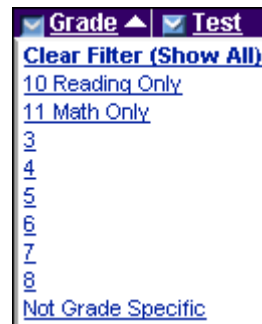 Grade Test
Clear Filter (Show All)
10 Reading Only
11 Math Only
3
4
5
6
7
8
Not Grade Specific